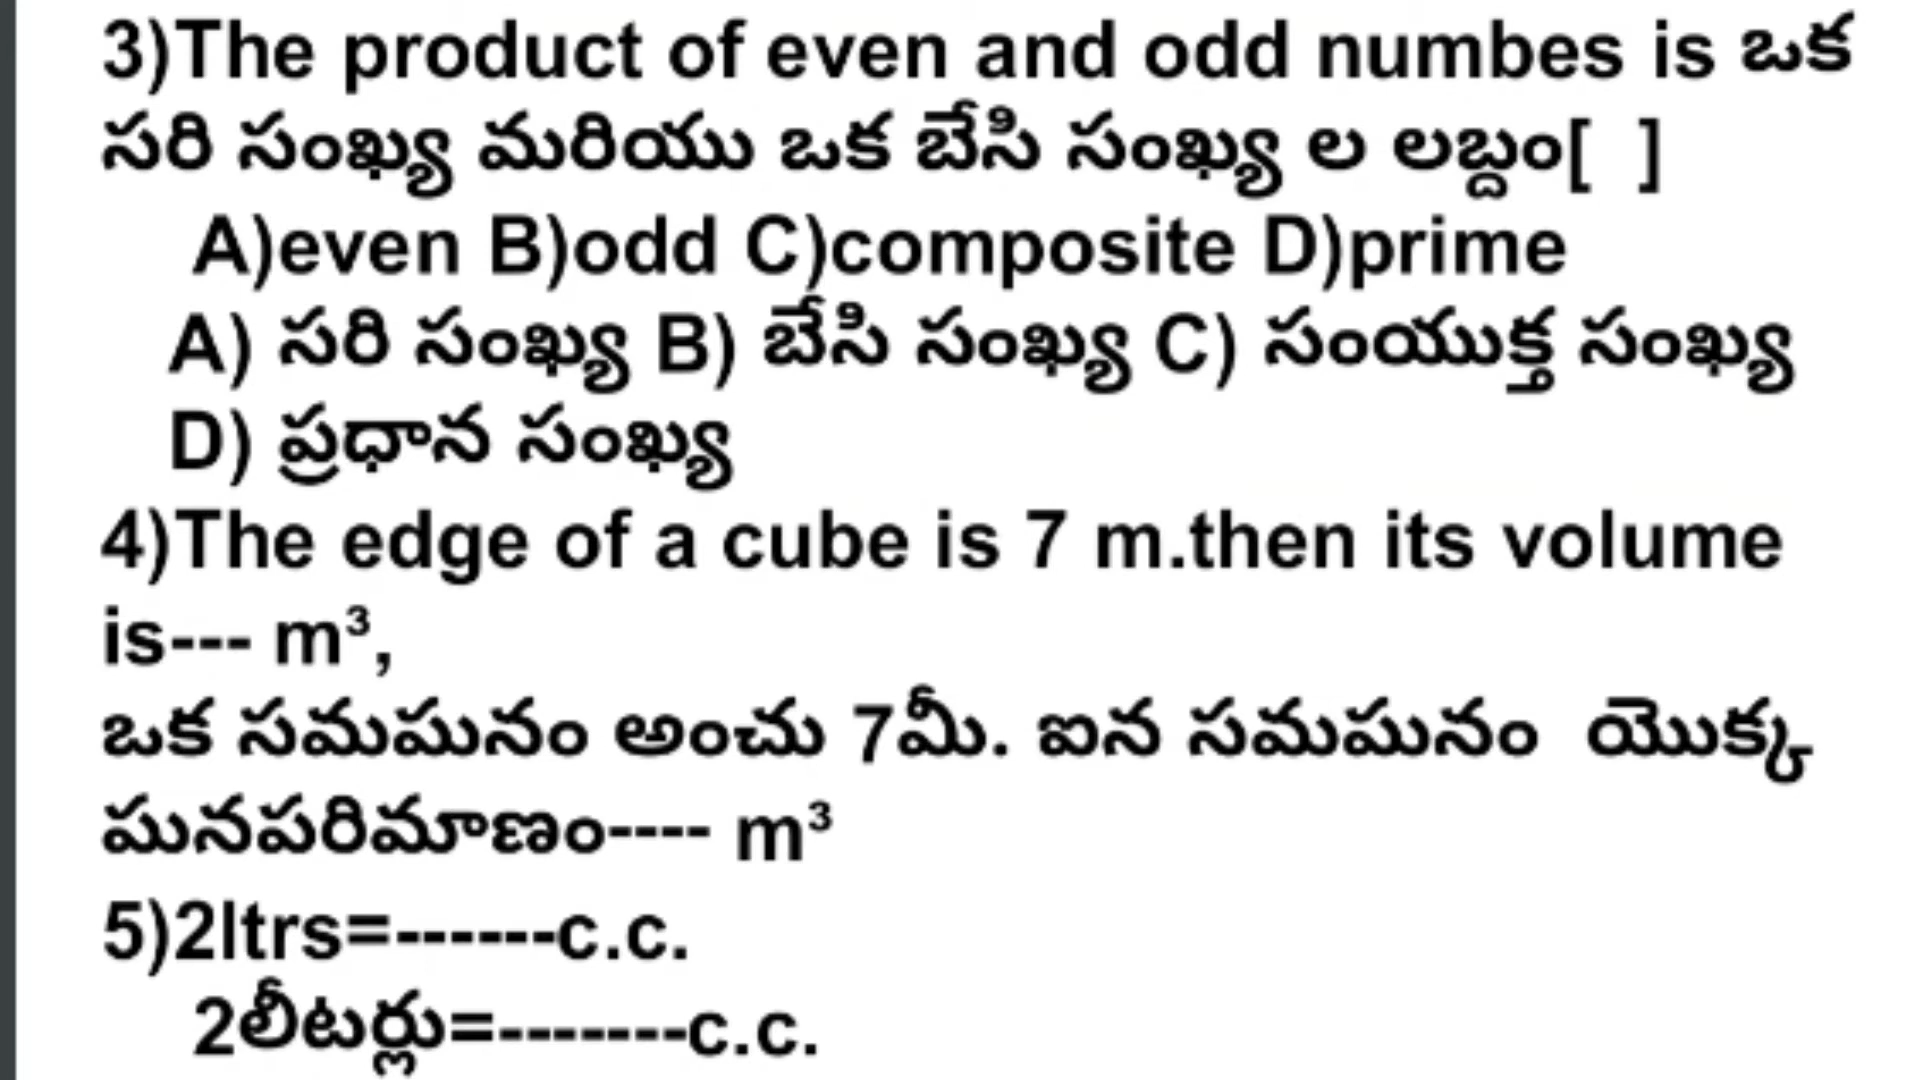 3)The product of even and odd numbes is ఒక
సరి సంఖ్య మరియు ఒక బేసి సంఖ్య ల లబ్దం[ ]
A)even B)odd C)composite D)prime
A) సరి సంఖ్య B) బేసి సంఖ్య C) సంయుక్త సంఖ్య
D) ప్రధాన సంఖ్య
4)The edge of a cube is 7 m.then its volume
is--- m³,
ఒక సమఘనం అంచు 7మీ. ఐన సమఘనం యొక్క
ఘనపరిమాణం---- m³
5)2ltrs=------c.c.
2లీటర్లు=-------c.c.